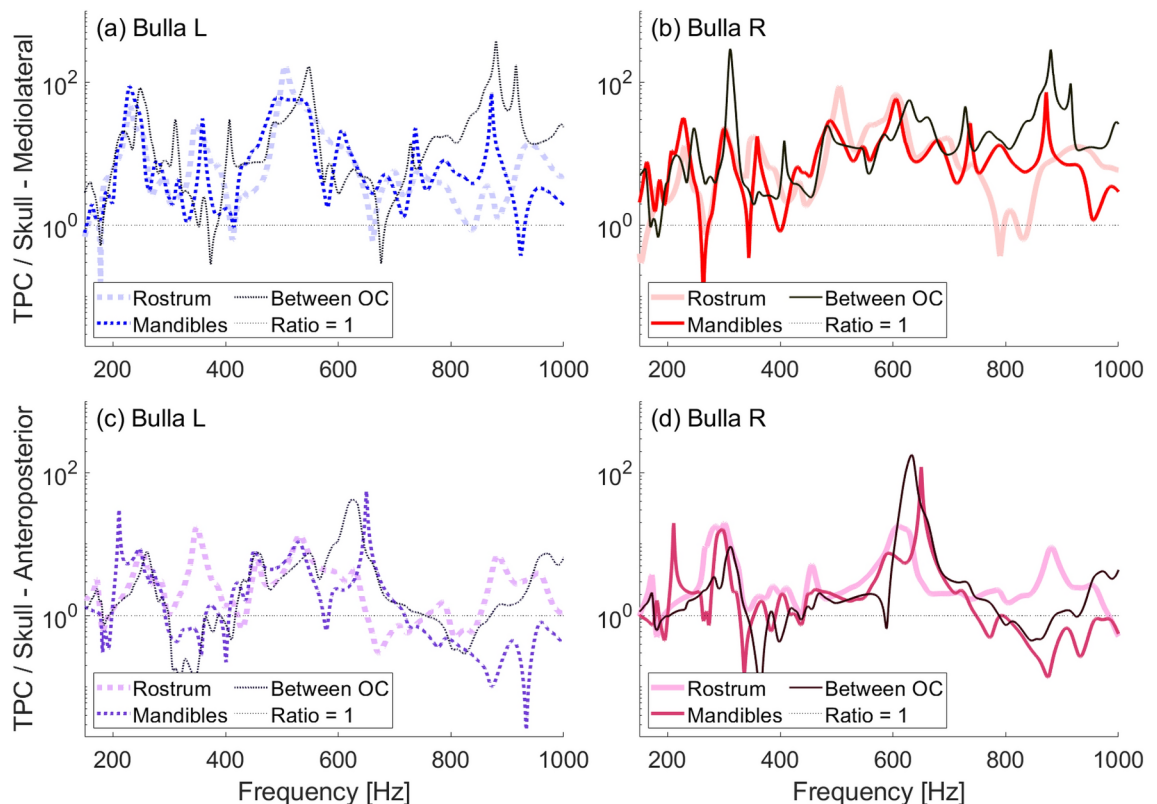 (a) Bulla L
(b) Bulla R
TPC / Skull - Mediolateral
10^2
10^0
Rostrum
Between OC
Mandibles
Ratio = 1
200 400 600 800 1000
10^2
10^0
Rostrum
Between OC
Mandibles
Ratio = 1
200 400 600 800 1000
(c) Bulla L
(d) Bulla R
TPC / Skull - Anteroposterior
10^2
10^0
Rostrum
Between OC
Mandibles
Ratio = 1
200 400 600 800 1000
Frequency [Hz]
10^2
10^0
Rostrum
Between OC
Mandibles
Ratio = 1
200 400 600 800 1000
Frequency [Hz]